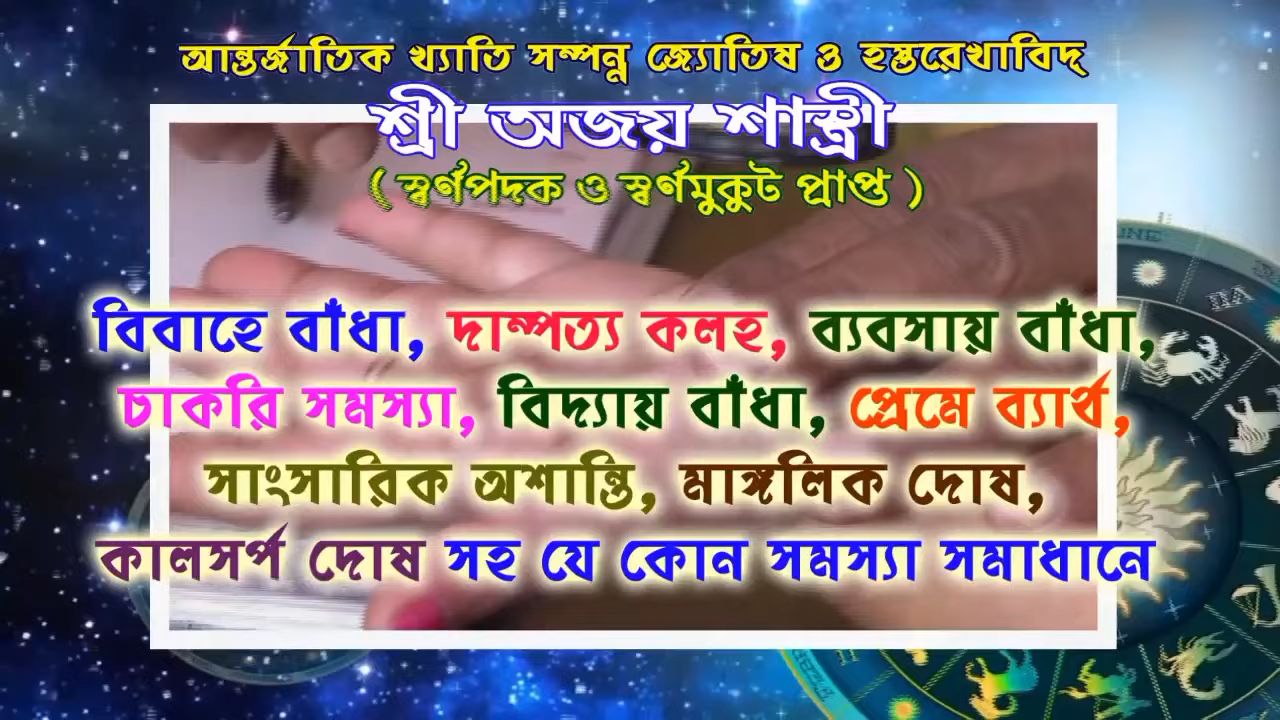 আন্তর্জাতিক খ্যাতি সম্পন্ন জ্যোতিষ ও হস্তরেখাবিদ্
শ্রী অজয় শাস্ত্রী
( স্বর্ণপদক ও স্বর্ণমুকুট প্রাপ্ত )
বিবাহে বাঁধা, দাম্পত্য কলহ, ব্যবসায় বাঁধা,
চাকরি সমস্যা, বিদ্যায় বাঁধা, প্রেমে ব্যার্থ,
সাংসারিক অশান্তি, মাঙ্গলিক দোষ,
কালসর্প দোষ সহ যে কোন সমস্যা সমাধানে